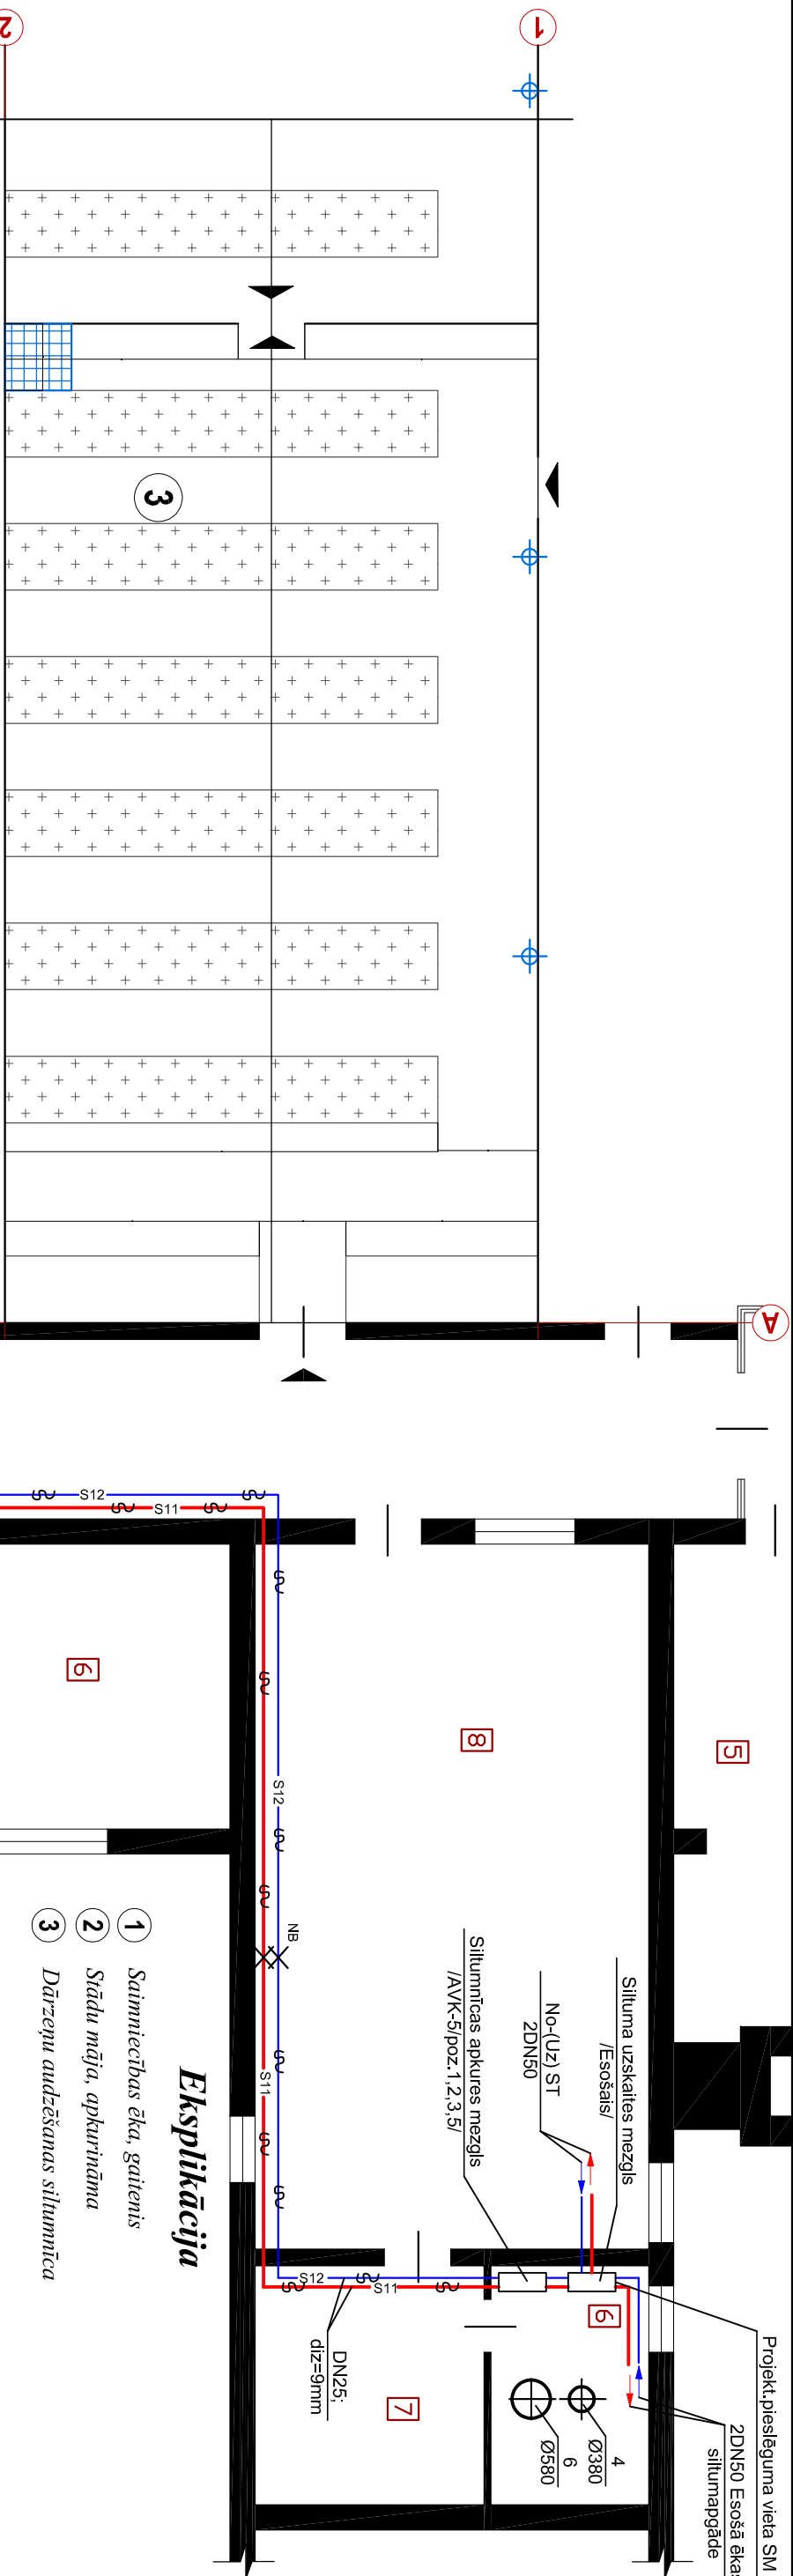 2
1
3
A
S12
S11
6
8
5
S12
NB
S11
Siltumnīcas apkures mezgls
/AVK-5/poz.1,2,3,5/
No-(Uz) ST
2DN50
Siltuma uzskaites mezgls
/Esošais/
Projekt.pieslēguma vieta SM
2DN50 Esošā ēkas
siltumapgāde
S12
S11
6
DN25;
diz=9mm
7
4
Ø380
6
Ø580
Eksplikācija
1 Saimniecības ēka, gaitenis
2 Stādu māja, apkurināma
3 Dārzeņu audzēšanas siltumnīca